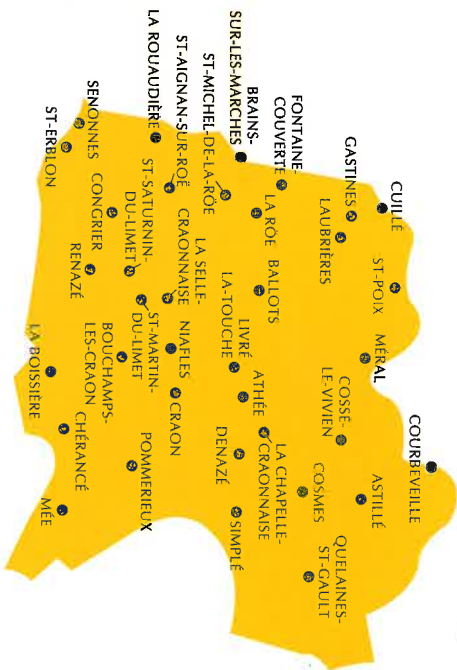 COURBEVEILLE
CUILLÉ
ST-POIX
MÉRAL
ASTILLÉ
GASTINES
LAUBRIÈRES
COSSÉ-
LE-VIVIEN
COSMES
QUELAINES-
ST-GAULT
FONTAINE-
COUVERTE
LA RÖE
BALLOTS
ATHÉE
LA CHAPELLE-
CRAONNAISE
BRAINS-
SUR-LES-MARCHES
LIVRÉ
LA-TOUCHE
DENAZÉ
SIMPLÉ
ST-MICHEL-DE-LA-RÖE
ST-AIGNAN-SUR-ROË
LA SELLE-
CRAONNAISE
NIAFLES
CRAON
LA ROUAUDIÈRE
ST-SATURNIN-
DU-LIMET
ST-MARTIN-
DU-LIMET
POMMERIEUX
CONGRIER
BOUCHAMPS-
LES-CRAON
SENONNES
RENAZÉ
CHÉRANCÉ
ST-ERBLON
LA BOISSIÈRE
MÉE